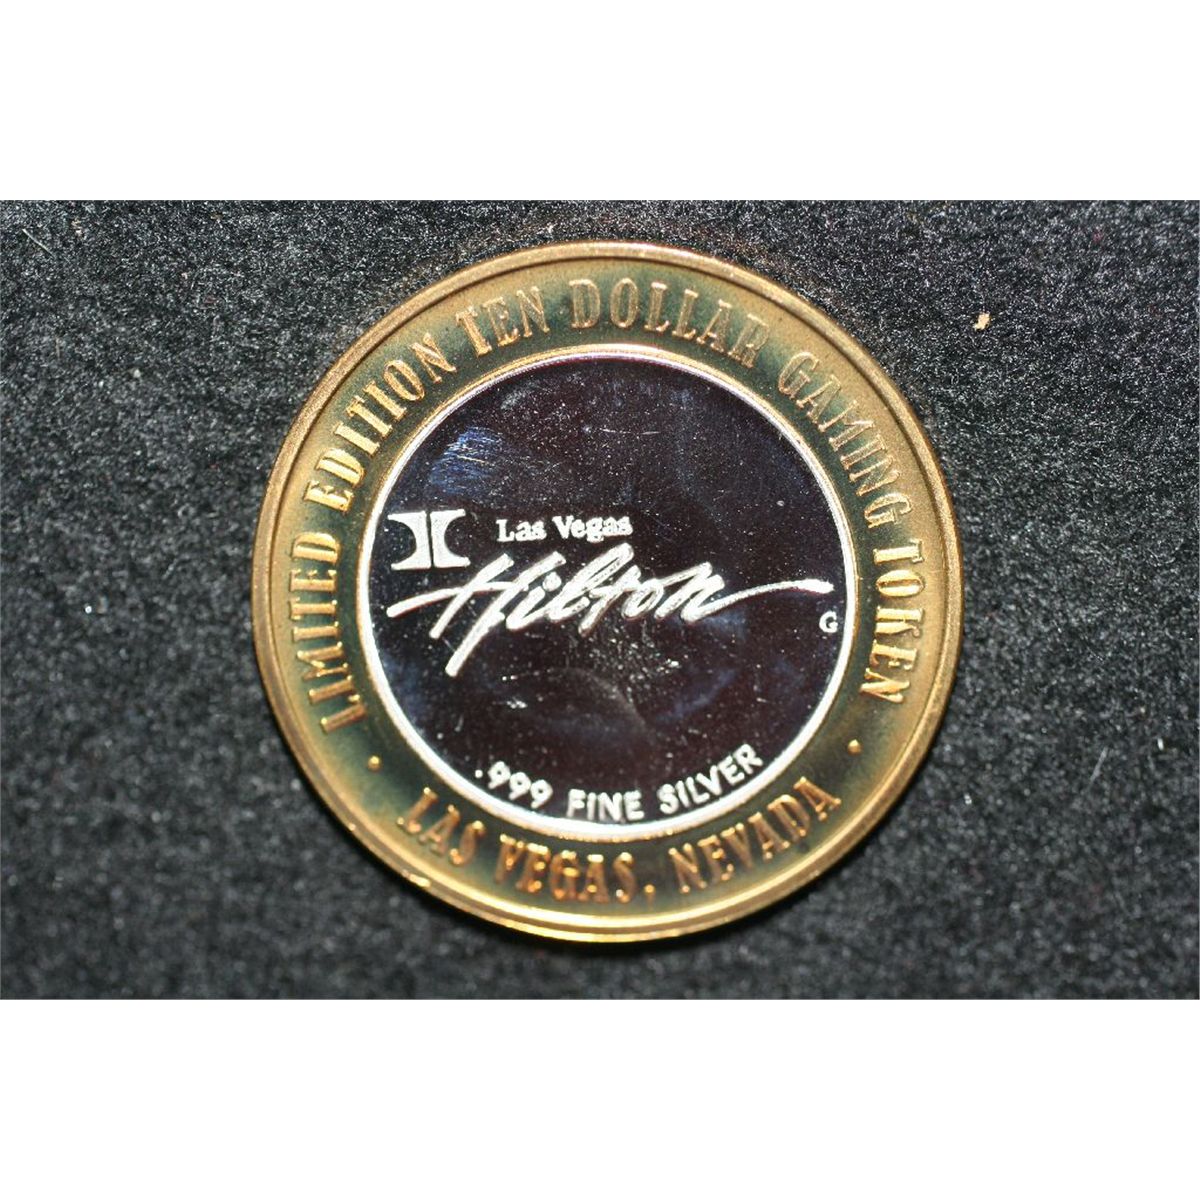 LIMITED EDITION TEN DOLLAR GAMING TOKEN
Las Vegas
Hilton
G
.999 FINE SILVER
· LAS VEGAS, NEVADA ·